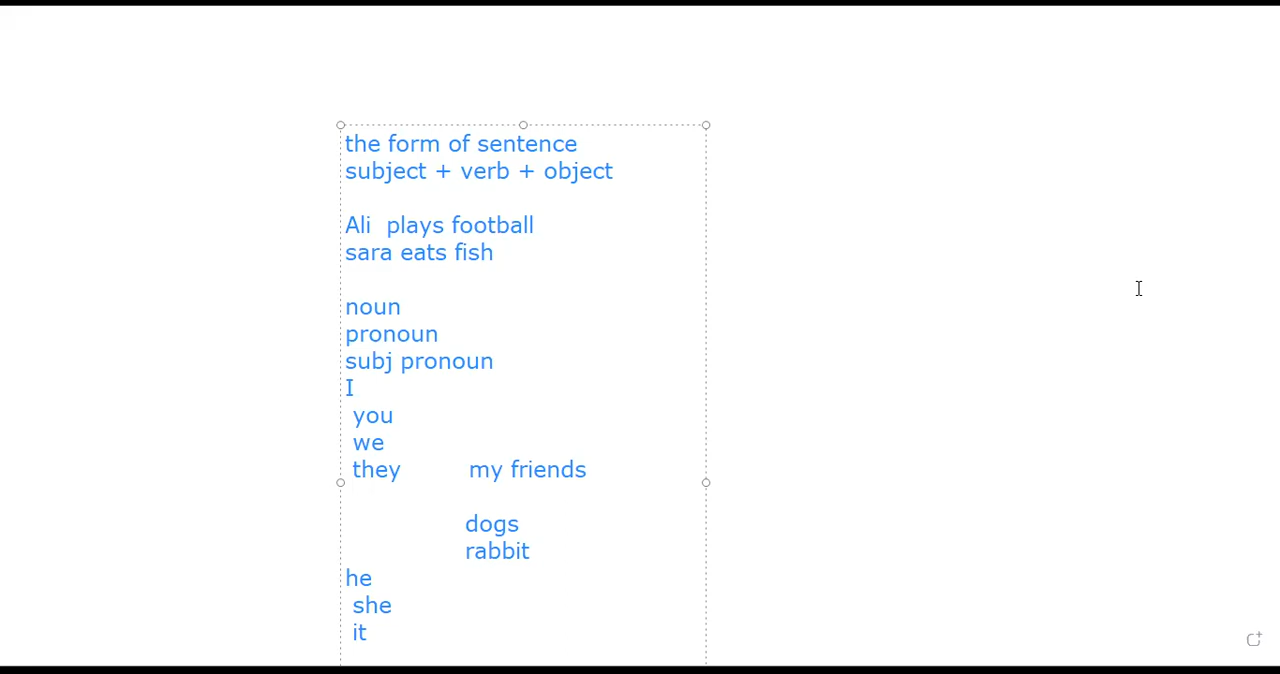 the form of sentence
subject + verb + object
Ali  plays football
sara eats fish
noun
pronoun
subj pronoun
I
you
we
they my friends
dogs
rabbit
he
she
it